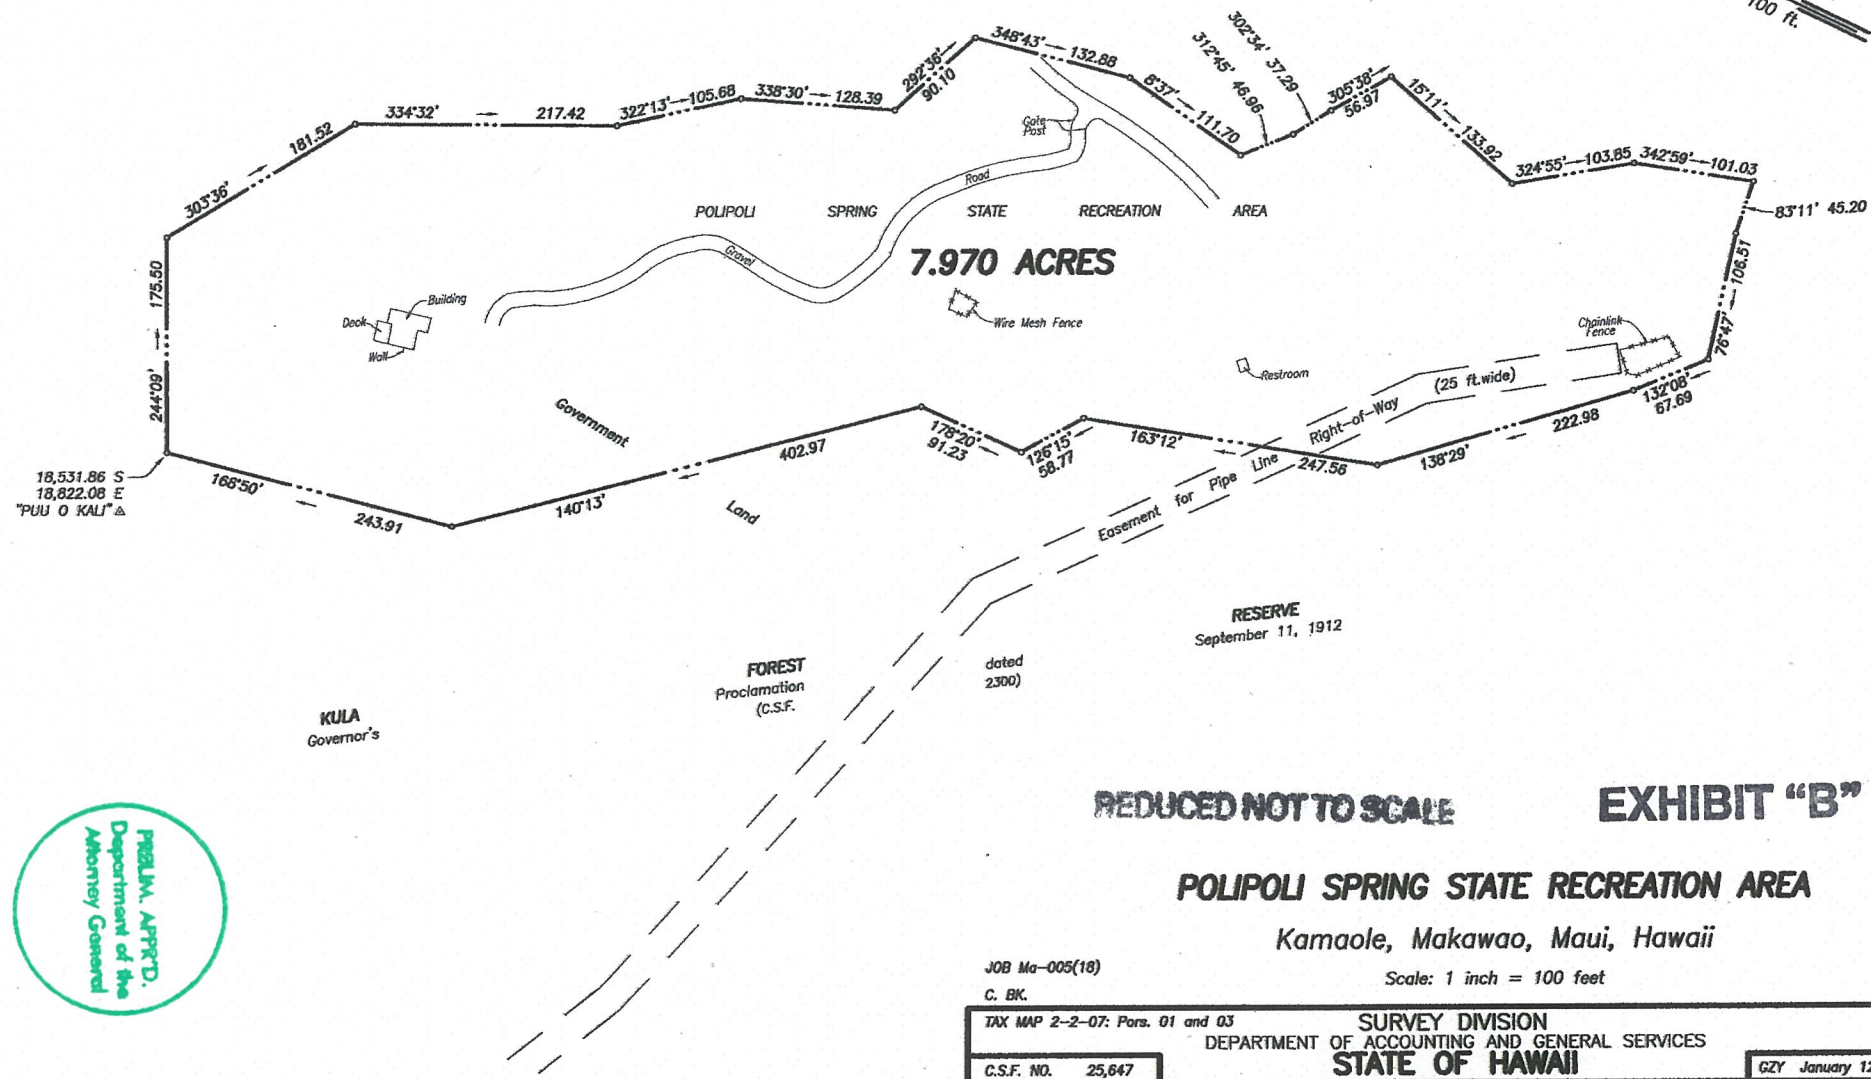 100 ft.
348°43' 132.88
292°36'
90.10
8°37' 111.70
312°45' 46.96
302°34' 37.29
305°38'
56.97
15°11' 133.92
324°55' 103.85
342°59' 101.03
83°11' 45.20
106.51
76°47'
132°08'
67.69
222.98
138°29'
247.56
163°12'
126°15'
58.77
178°20'
91.23
402.97
140°13'
243.91
168°50'
244°09' 175.50
303°36' 181.52
334°32' 217.42
322°13' 105.68
338°30' 128.39
Gate
Post
Road
Gravel
POLIPOLI SPRING STATE RECREATION AREA
7.970 ACRES
Wire Mesh Fence
Building
Deck
Wall
Restroom
Chainlink
Fence
(25 ft.wide)
Easement for Pipe Line Right-of-Way
Government
Land
18,531.86 S
18,822.08 E
"PUU O KALI"
RESERVE
September 11, 1912
FOREST
Proclamation
(C.S.F.
dated
2300)
KULA
Governor's
PRELIM. APPR'D.
Department of the
Attorney General
REDUCED NOT TO SCALE
EXHIBIT "B"
POLIPOLI SPRING STATE RECREATION AREA
Kamaole, Makawao, Maui, Hawaii
Scale: 1 inch = 100 feet
JOB Ma-005(18)
C. BK.
TAX MAP 2-2-07: Pors. 01 and 03
SURVEY DIVISION
DEPARTMENT OF ACCOUNTING AND GENERAL SERVICES
STATE OF HAWAII
C.S.F. NO. 25,647
GZY January